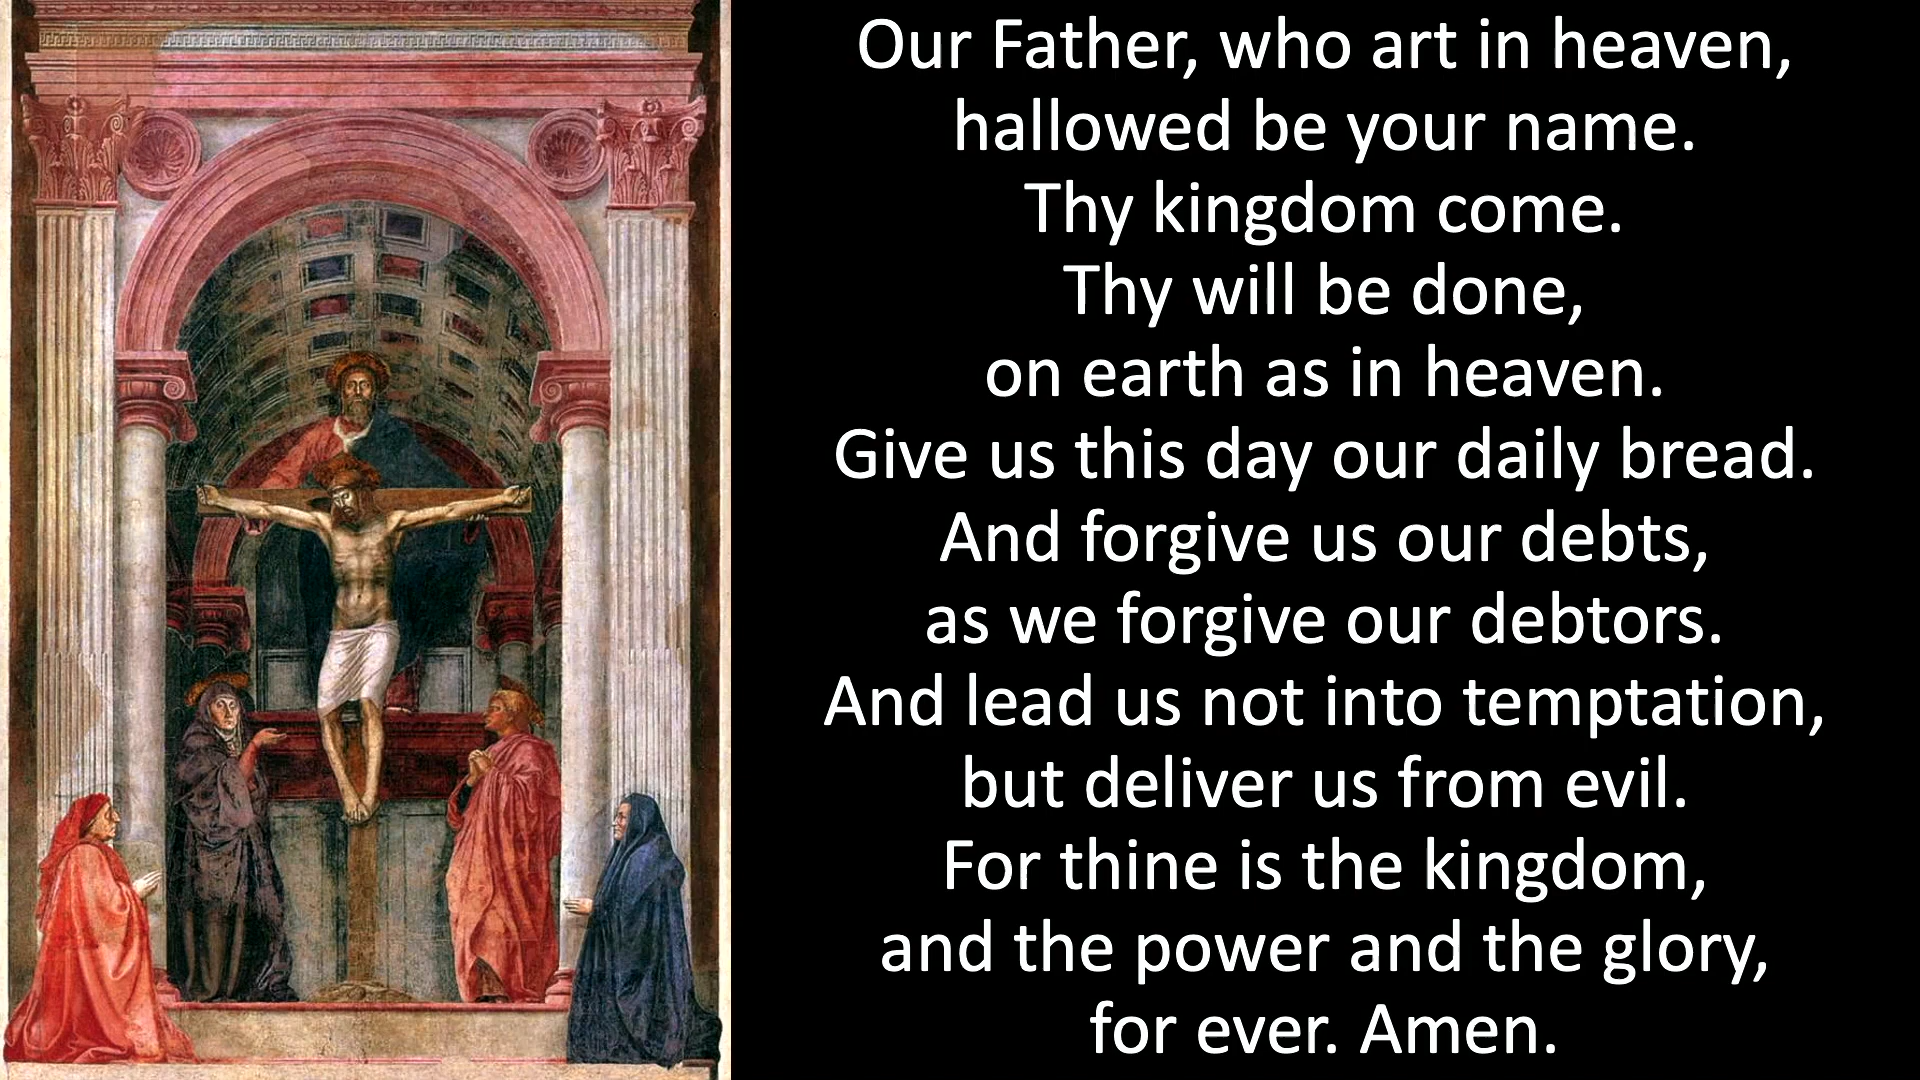 Our Father, who art in heaven,
hallowed be your name.
Thy kingdom come.
Thy will be done,
on earth as in heaven.
Give us this day our daily bread.
And forgive us our debts,
as we forgive our debtors.
And lead us not into temptation,
but deliver us from evil.
For thine is the kingdom,
and the power and the glory,
for ever. Amen.